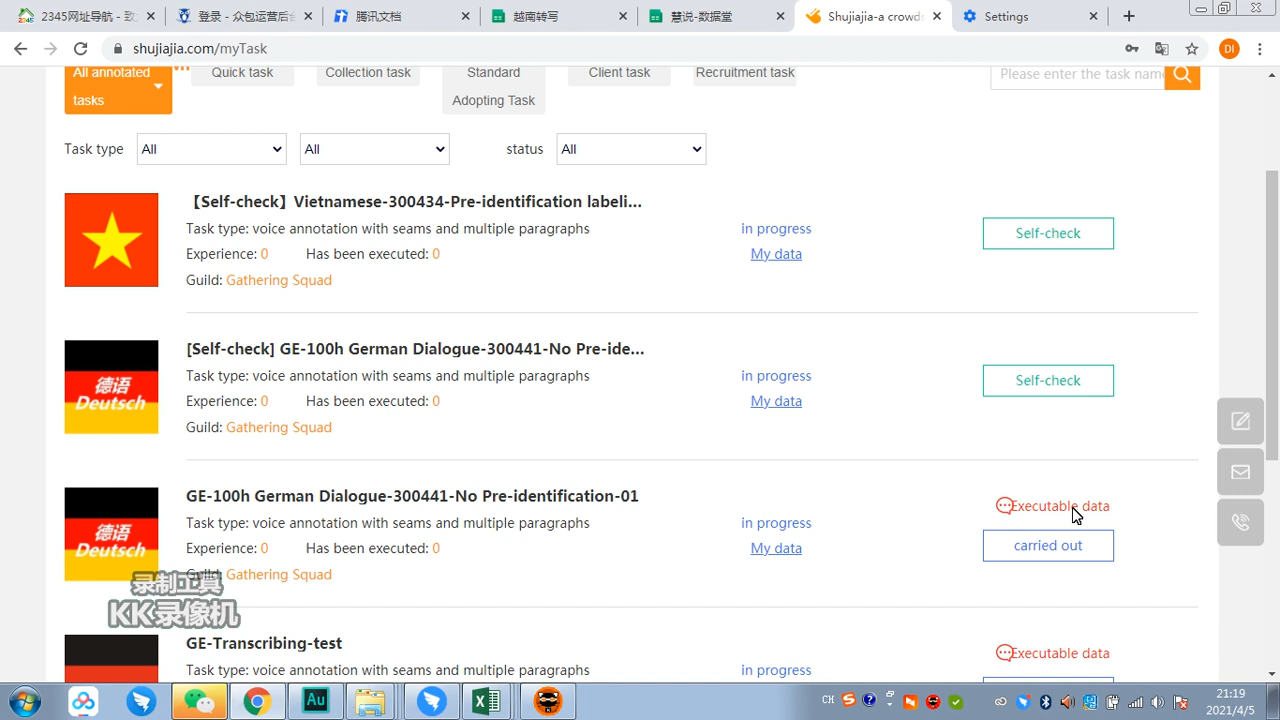 2345网址导航 - 致力
登录 - 众包运营后台
腾讯文档
越南转写
慧说-数据堂
Shujiajia-a crowd
Settings
shujiajia.com/myTask
DI
All annotated tasks
Quick task
Collection task
Standard Adopting Task
Client task
Recruitment task
Please enter the task name
Task type
All
All
status
All
【Self-check】Vietnamese-300434-Pre-identification labeli...
Task type: voice annotation with seams and multiple paragraphs
in progress
Self-check
Experience: 0
Has been executed: 0
My data
Guild: Gathering Squad
[Self-check] GE-100h German Dialogue-300441-No Pre-ide...
德语
Deutsch
Task type: voice annotation with seams and multiple paragraphs
in progress
Self-check
Experience: 0
Has been executed: 0
My data
Guild: Gathering Squad
GE-100h German Dialogue-300441-No Pre-identification-01
德语
Deutsch
Executable data
Task type: voice annotation with seams and multiple paragraphs
in progress
carried out
Experience: 0
Has been executed: 0
My data
Guild: Gathering Squad
录制工具
KK录像机
GE-Transcribing-test
Executable data
Task type: voice annotation with seams and multiple paragraphs
in progress
Au
CH
21:19
2021/4/5